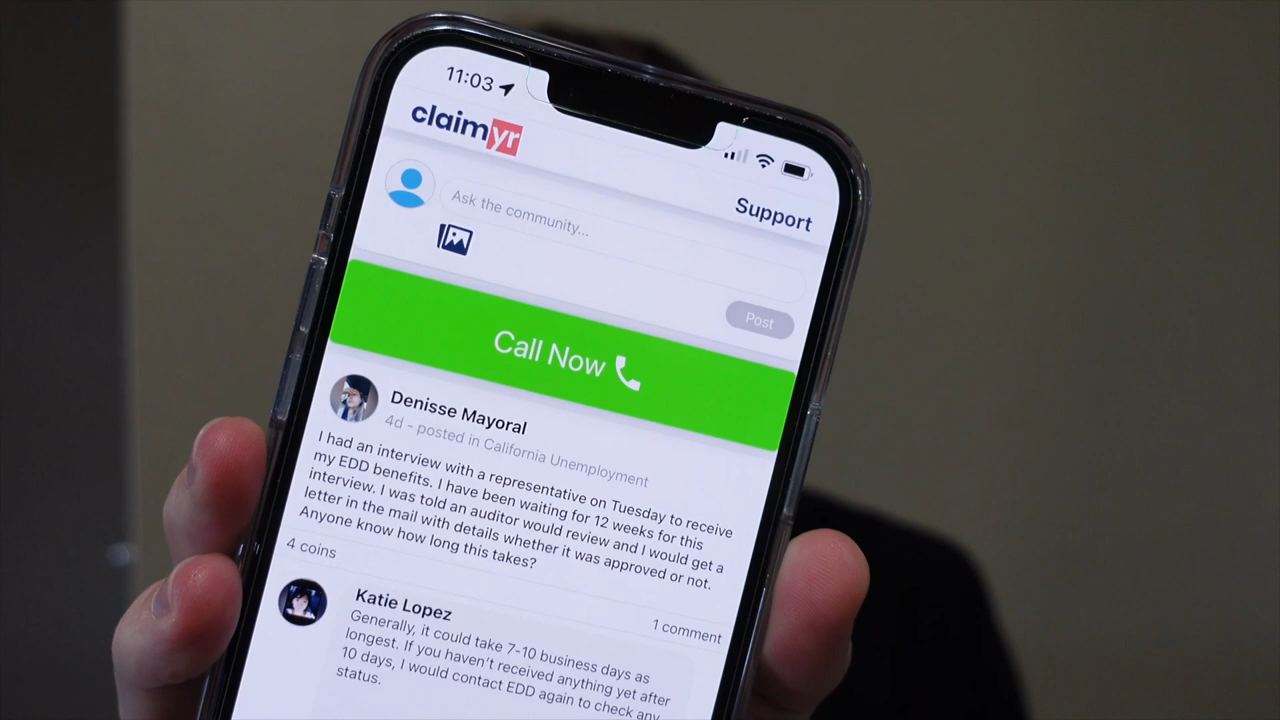 11:03
claimyr
Support
Ask the community...
Post
Call Now
Denisse Mayoral
4d - posted in California Unemployment
I had an interview with a representative on Tuesday to receive
my EDD benefits. I have been waiting for 12 weeks for this
interview. I was told an auditor would review and I would get a
letter in the mail with details whether it was approved or not.
Anyone know how long this takes?
4 coins
1 comment
Katie Lopez
Generally, it could take 7-10 business days as
longest. If you haven't received anything yet after
10 days, I would contact EDD again to check any
status.